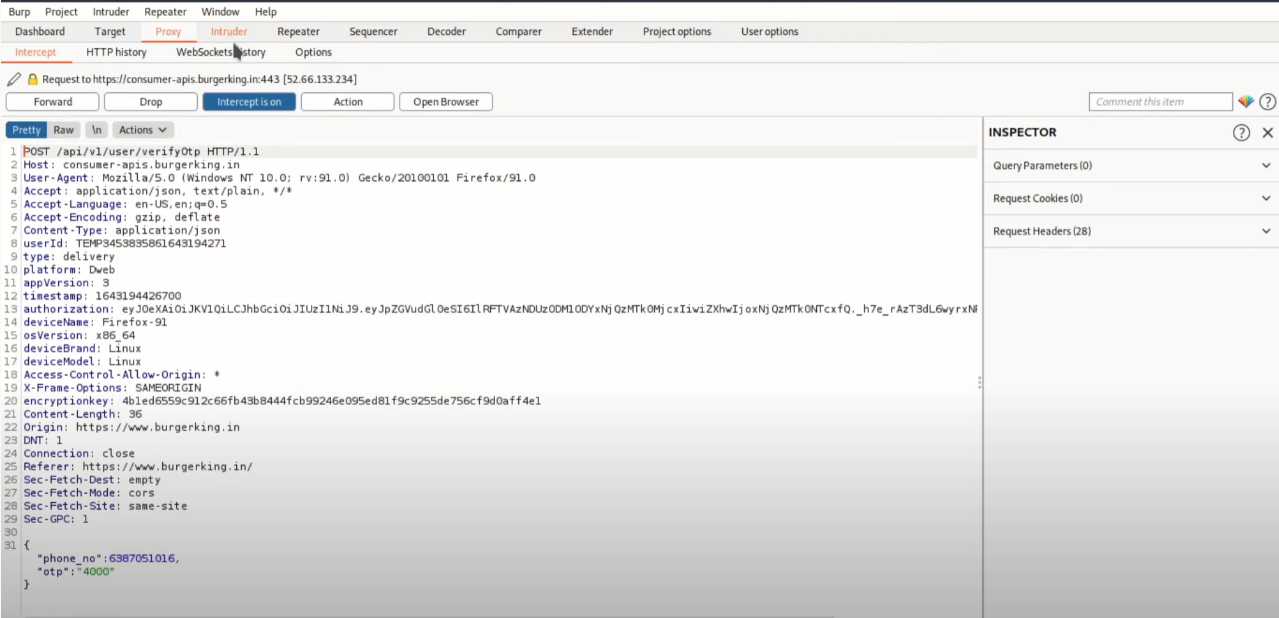 Burp Project Intruder Repeater Window Help
Dashboard Target Proxy Intruder Repeater Sequencer Decoder Comparer Extender Project options User options
Intercept HTTP history WebSockets history Options
Request to https://consumer-apis.burgerking.in:443 [52.66.133.234]
Forward Drop Intercept is on Action Open Browser Comment this item ?
Pretty Raw \n Actions INSPECTOR ? ×
1 POST /api/v1/user/verifyOtp HTTP/1.1
2 Host: consumer-apis.burgerking.in
3 User-Agent: Mozilla/5.0 (Windows NT 10.0; rv:91.0) Gecko/20100101 Firefox/91.0
4 Accept: application/json, text/plain, */*
5 Accept-Language: en-US,en;q=0.5
6 Accept-Encoding: gzip, deflate
7 Content-Type: application/json
8 userId: TEMP3453835861643194271
9 type: delivery
10 platform: Dweb
11 appVersion: 3
12 timestamp: 1643194426700
13 authorization:
14 deviceName: Firefox-91
15 osVersion: x86_64
16 deviceBrand: Linux
17 deviceModel: Linux
18 Access-Control-Allow-Origin: *
19 X-Frame-Options: SAMEORIGIN
20 encryptionkey: 4b1ed6559c912c66fb43b8444fcb99246e095ed81f9c9255de756cf9d0aff4e1
21 Content-Length: 36
22 Origin: https://www.burgerking.in
23 DNT: 1
24 Connection: close
25 Referer: https://www.burgerking.in/
26 Sec-Fetch-Dest: empty
27 Sec-Fetch-Mode: cors
28 Sec-Fetch-Site: same-site
29 Sec-GPC: 1
30
31 {
"phone_no":6387051016,
"otp":"4000"
}
Query Parameters (0)
Request Cookies (0)
Request Headers (28)